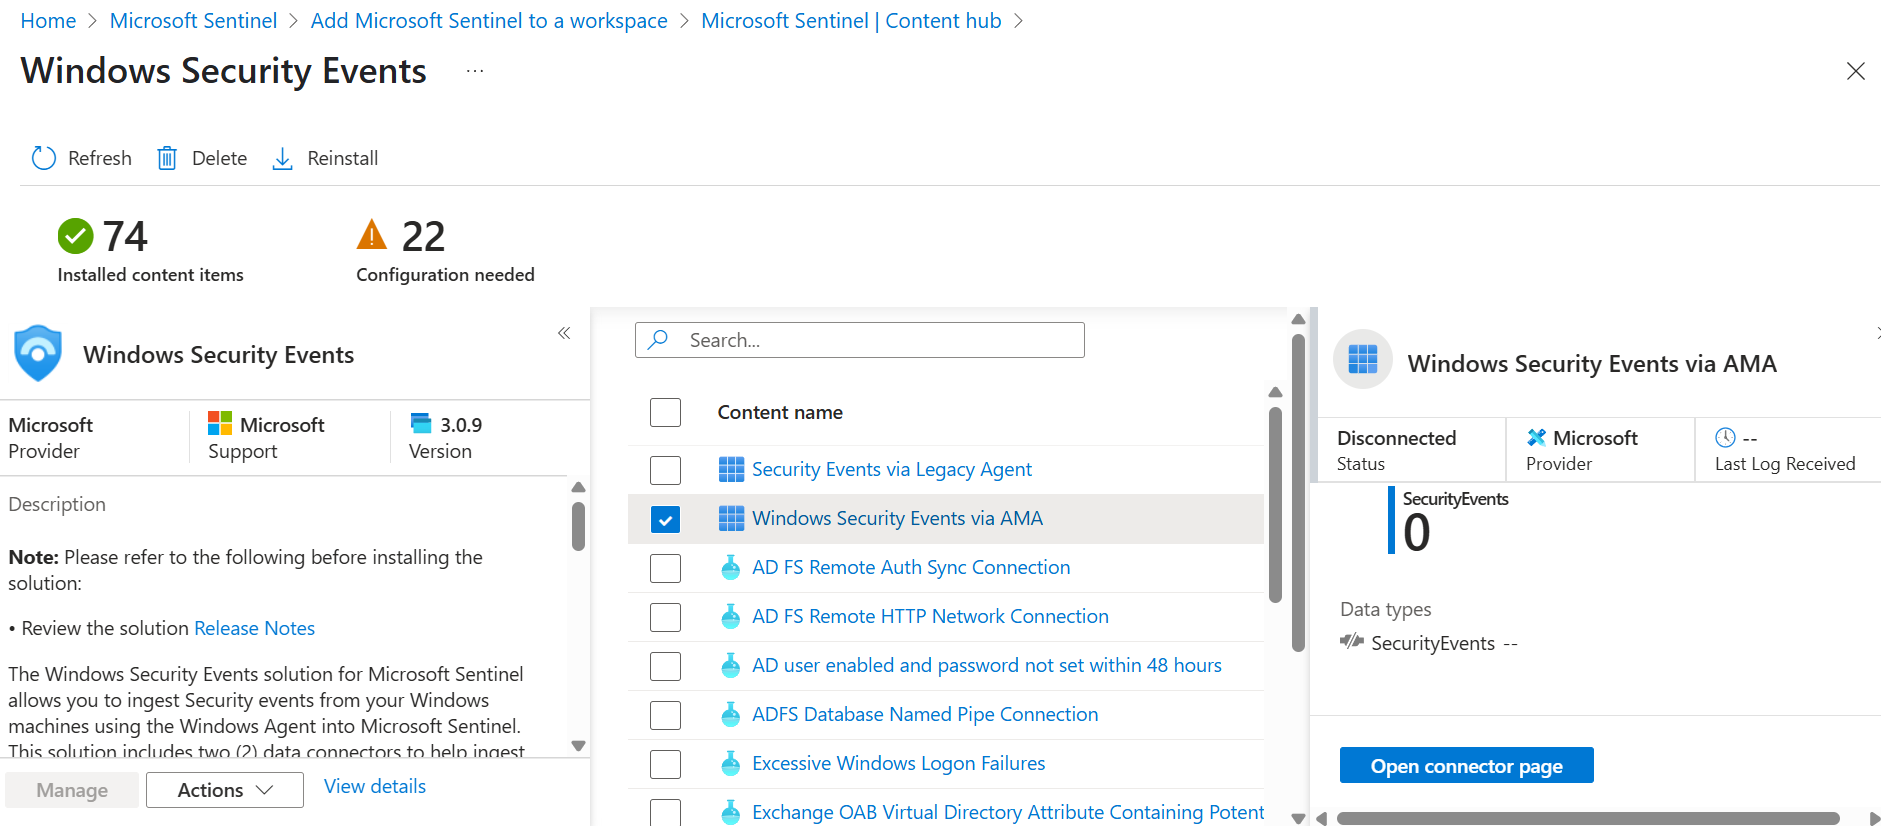 Home > Microsoft Sentinel > Add Microsoft Sentinel to a workspace > Microsoft Sentinel | Content hub >
Windows Security Events ...
Refresh Delete Reinstall
74
Installed content items
22
Configuration needed
Windows Security Events
Microsoft
Provider
Microsoft
Support
3.0.9
Version
Description
Note: Please refer to the following before installing the
solution:
• Review the solution Release Notes
The Windows Security Events solution for Microsoft Sentinel
allows you to ingest Security events from your Windows
machines using the Windows Agent into Microsoft Sentinel.
This solution includes two (2) data connectors to help ingest
Manage Actions View details
Search...
Content name
Security Events via Legacy Agent
Windows Security Events via AMA
AD FS Remote Auth Sync Connection
AD FS Remote HTTP Network Connection
AD user enabled and password not set within 48 hours
ADFS Database Named Pipe Connection
Excessive Windows Logon Failures
Exchange OAB Virtual Directory Attribute Containing Potent
Windows Security Events via AMA
Disconnected
Status
Microsoft
Provider
--
Last Log Received
SecurityEvents
0
Data types
SecurityEvents --
Open connector page